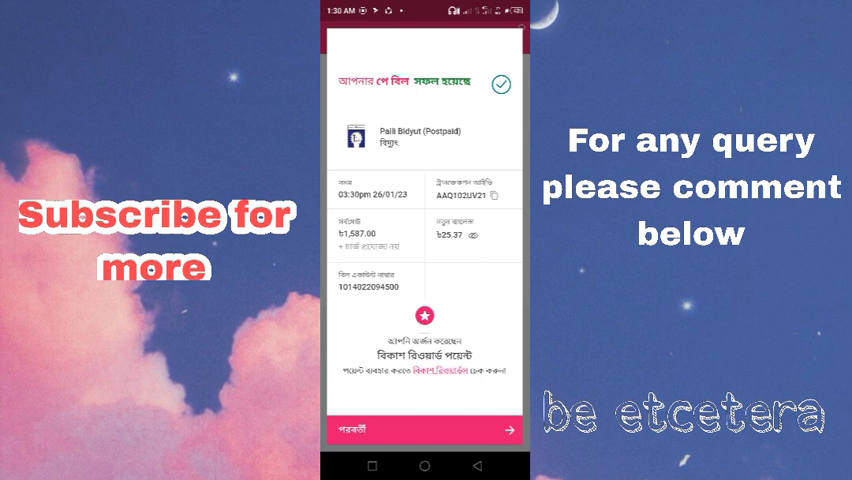 1:30 AM
আপনার পে বিল সফল হয়েছে
Palli Bidyut (Postpaid)
বিদ্যুৎ
সময়
03:30pm 26/01/23
ট্রানজেকশন আইডি
AAQ102UV21
সর্বমোট
৳1,587.00
+ চার্জ প্রযোজ্য নয়
নতুন ব্যালেন্স
৳25.37
বিল একাউন্ট নাম্বার
1014022094500
আপনি অর্জন করেছেন
বিকাশ রিওয়ার্ড পয়েন্ট
পয়েন্ট ব্যবহার করতে বিকাশ রিওয়ার্ডস চেক করুন!
পরবর্তী
Subscribe for
more
For any query
please comment
below
be etcetera